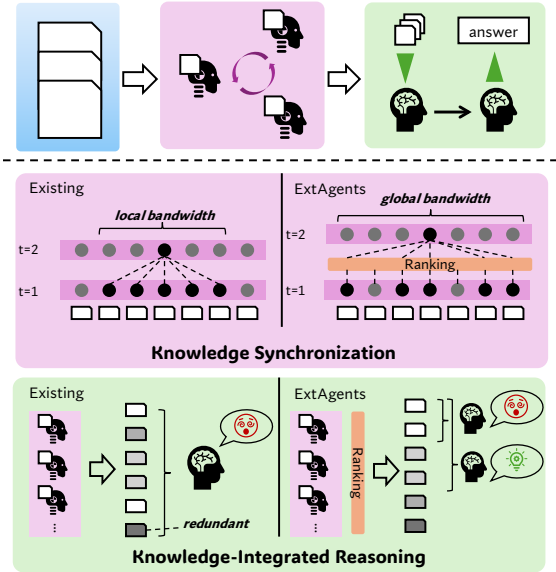 answer
Existing
ExtAgents
local bandwidth
global bandwidth
t=2
t=2
Ranking
t=1
t=1
Knowledge Synchronization
Existing
ExtAgents
Ranking
...
...
redundant
Knowledge-Integrated Reasoning